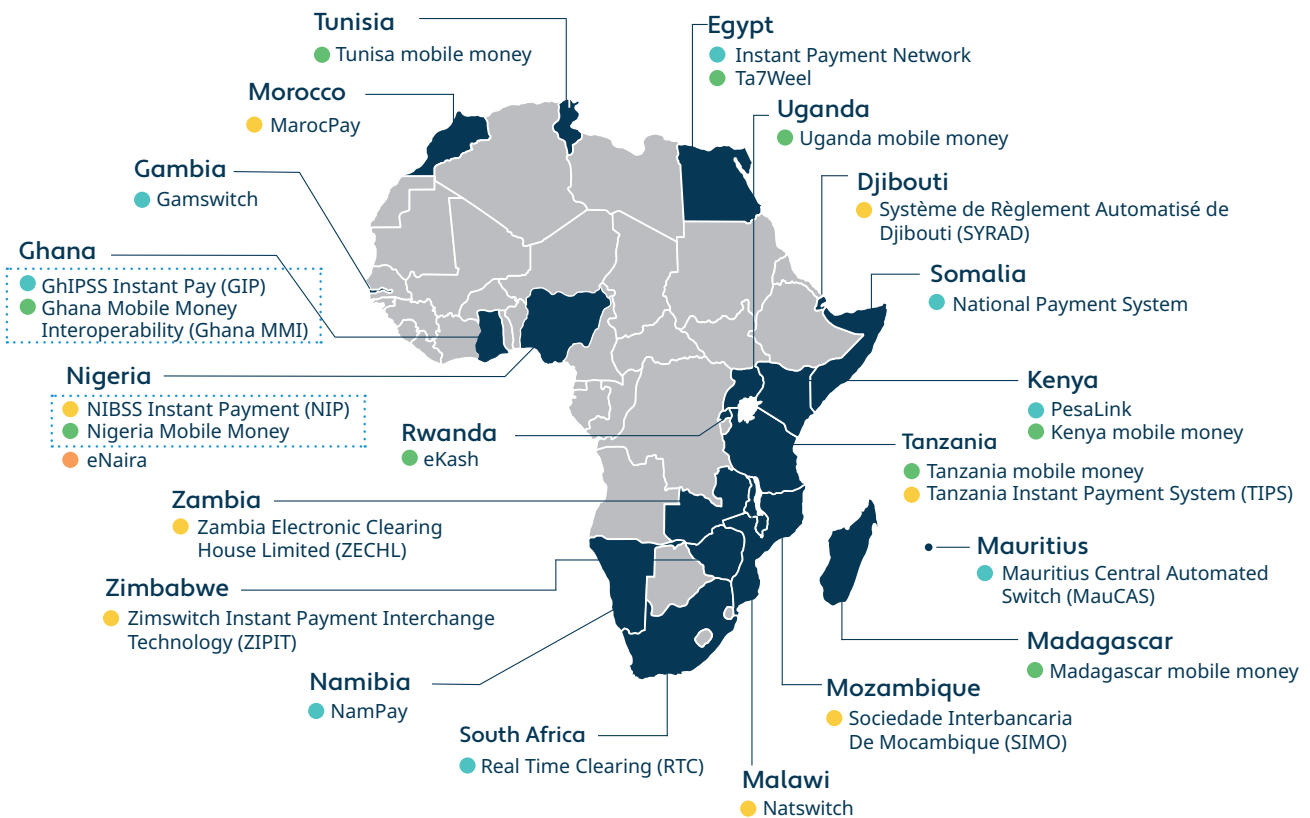 Tunisia
Tunisa mobile money
Egypt
Instant Payment Network
Ta7Weel
Morocco
MarocPay
Uganda
Uganda mobile money
Gambia
Gamswitch
Djibouti
Système de Règlement Automatisé de
Djibouti (SYRAD)
Ghana
GhIPSS Instant Pay (GIP)
Ghana Mobile Money
Interoperability (Ghana MMI)
Somalia
National Payment System
Nigeria
NIBSS Instant Payment (NIP)
Nigeria Mobile Money
eNaira
Kenya
PesaLink
Kenya mobile money
Rwanda
eKash
Tanzania
Tanzania mobile money
Tanzania Instant Payment System (TIPS)
Zambia
Zambia Electronic Clearing
House Limited (ZECHL)
Mauritius
Mauritius Central Automated
Switch (MauCAS)
Zimbabwe
Zimswitch Instant Payment Interchange
Technology (ZIPIT)
Madagascar
Madagascar mobile money
Namibia
NamPay
Mozambique
Sociedade Interbancaria
De Mocambique (SIMO)
South Africa
Real Time Clearing (RTC)
Malawi
Natswitch